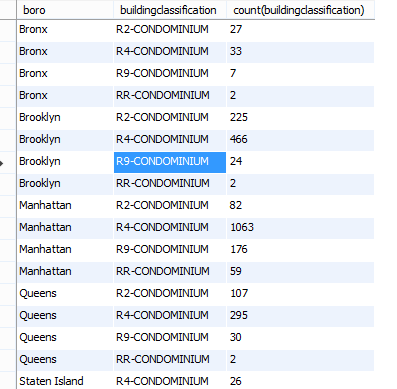 boro buildingclassification count(buildingclassification)
Bronx R2-CONDOMINIUM 27
Bronx R4-CONDOMINIUM 33
Bronx R9-CONDOMINIUM 7
Bronx RR-CONDOMINIUM 2
Brooklyn R2-CONDOMINIUM 225
Brooklyn R4-CONDOMINIUM 466
Brooklyn R9-CONDOMINIUM 24
Brooklyn RR-CONDOMINIUM 2
Manhattan R2-CONDOMINIUM 82
Manhattan R4-CONDOMINIUM 1063
Manhattan R9-CONDOMINIUM 176
Manhattan RR-CONDOMINIUM 59
Queens R2-CONDOMINIUM 107
Queens R4-CONDOMINIUM 295
Queens R9-CONDOMINIUM 30
Queens RR-CONDOMINIUM 2
Staten Island R4-CONDOMINIUM 26